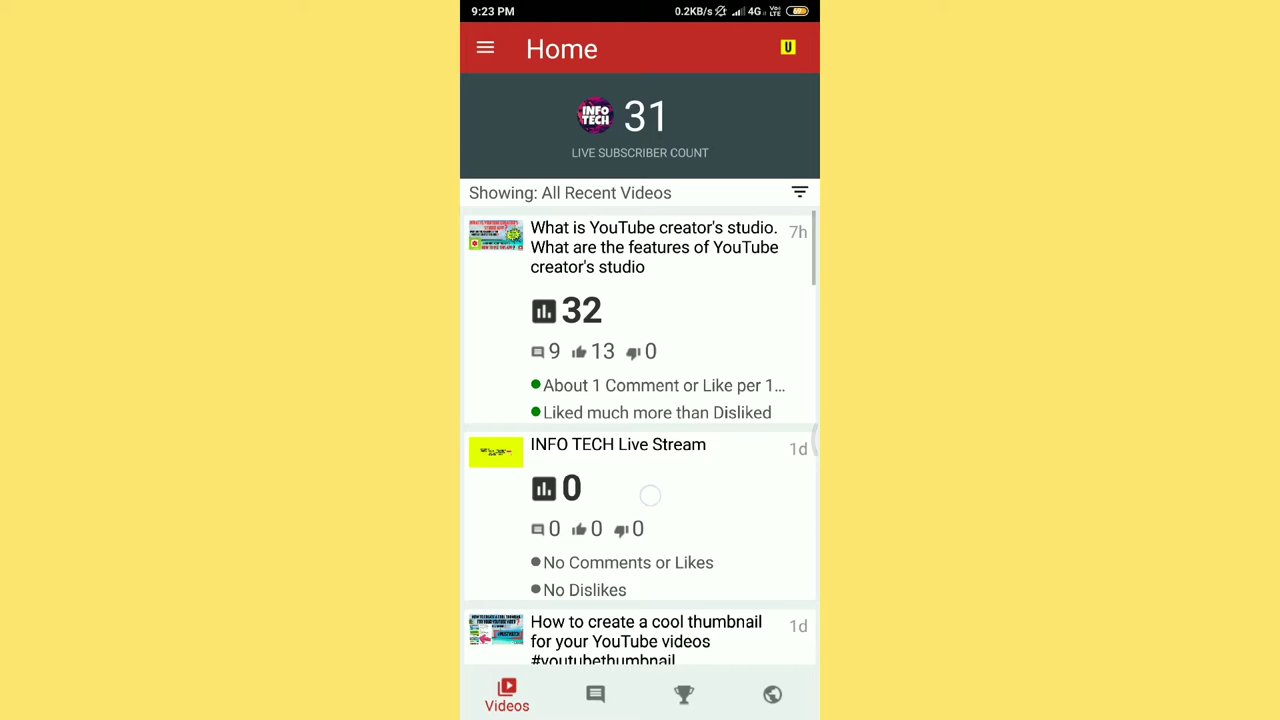 9:23 PM 0.2KB/s 4G Vo LTE 69
Home U
INFO TECH 31
LIVE SUBSCRIBER COUNT
Showing: All Recent Videos
What is YouTube creator's studio. 7h
What are the features of YouTube
creator's studio
32
9 13 0
About 1 Comment or Like per 1...
Liked much more than Disliked
INFO TECH Live Stream 1d
0
0 0 0
No Comments or Likes
No Dislikes
How to create a cool thumbnail 1d
for your YouTube videos
#youtubethumbnail
Videos